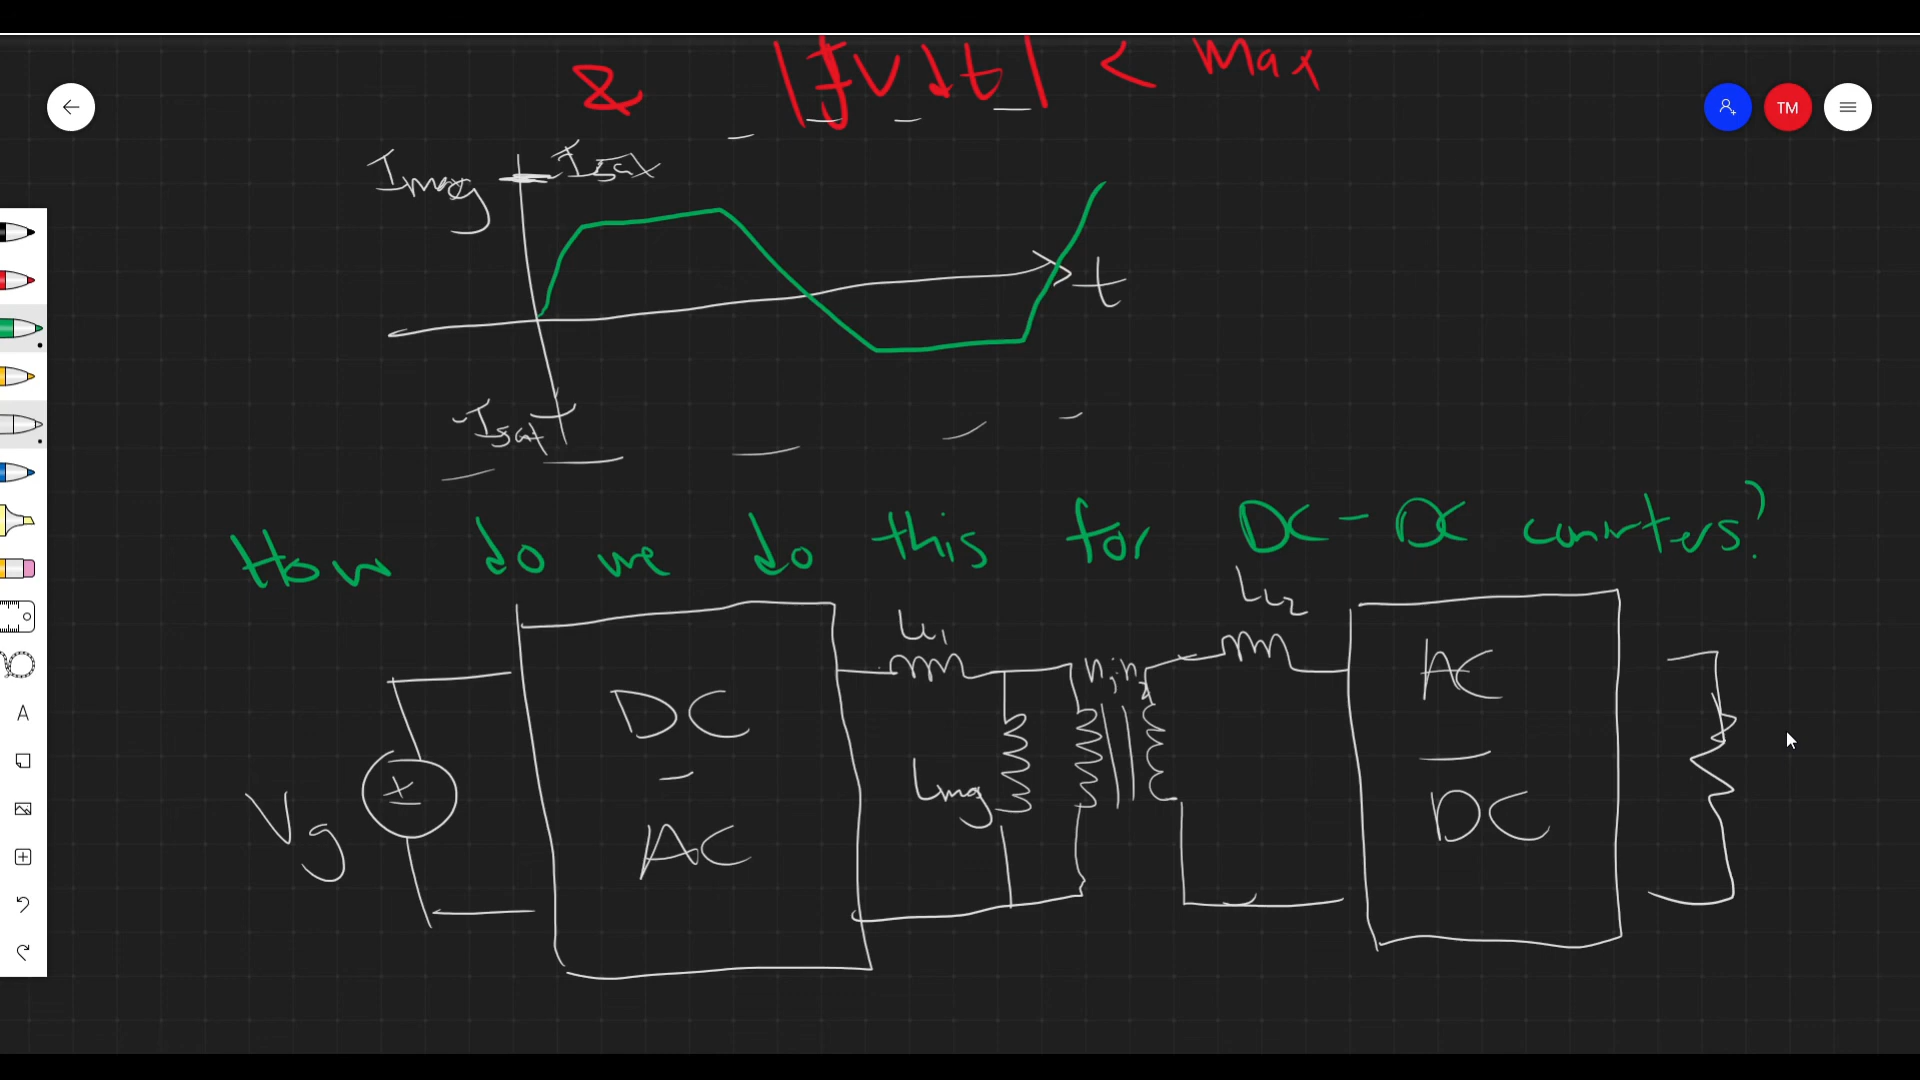 & |∫v dt| < Max
TM
Imag Isat
t
-Isat
How do we do this for DC-DC converters?
Ll2
Ll1
n1:n2
AC
DC
Lmg
DC
Vg
AC
A